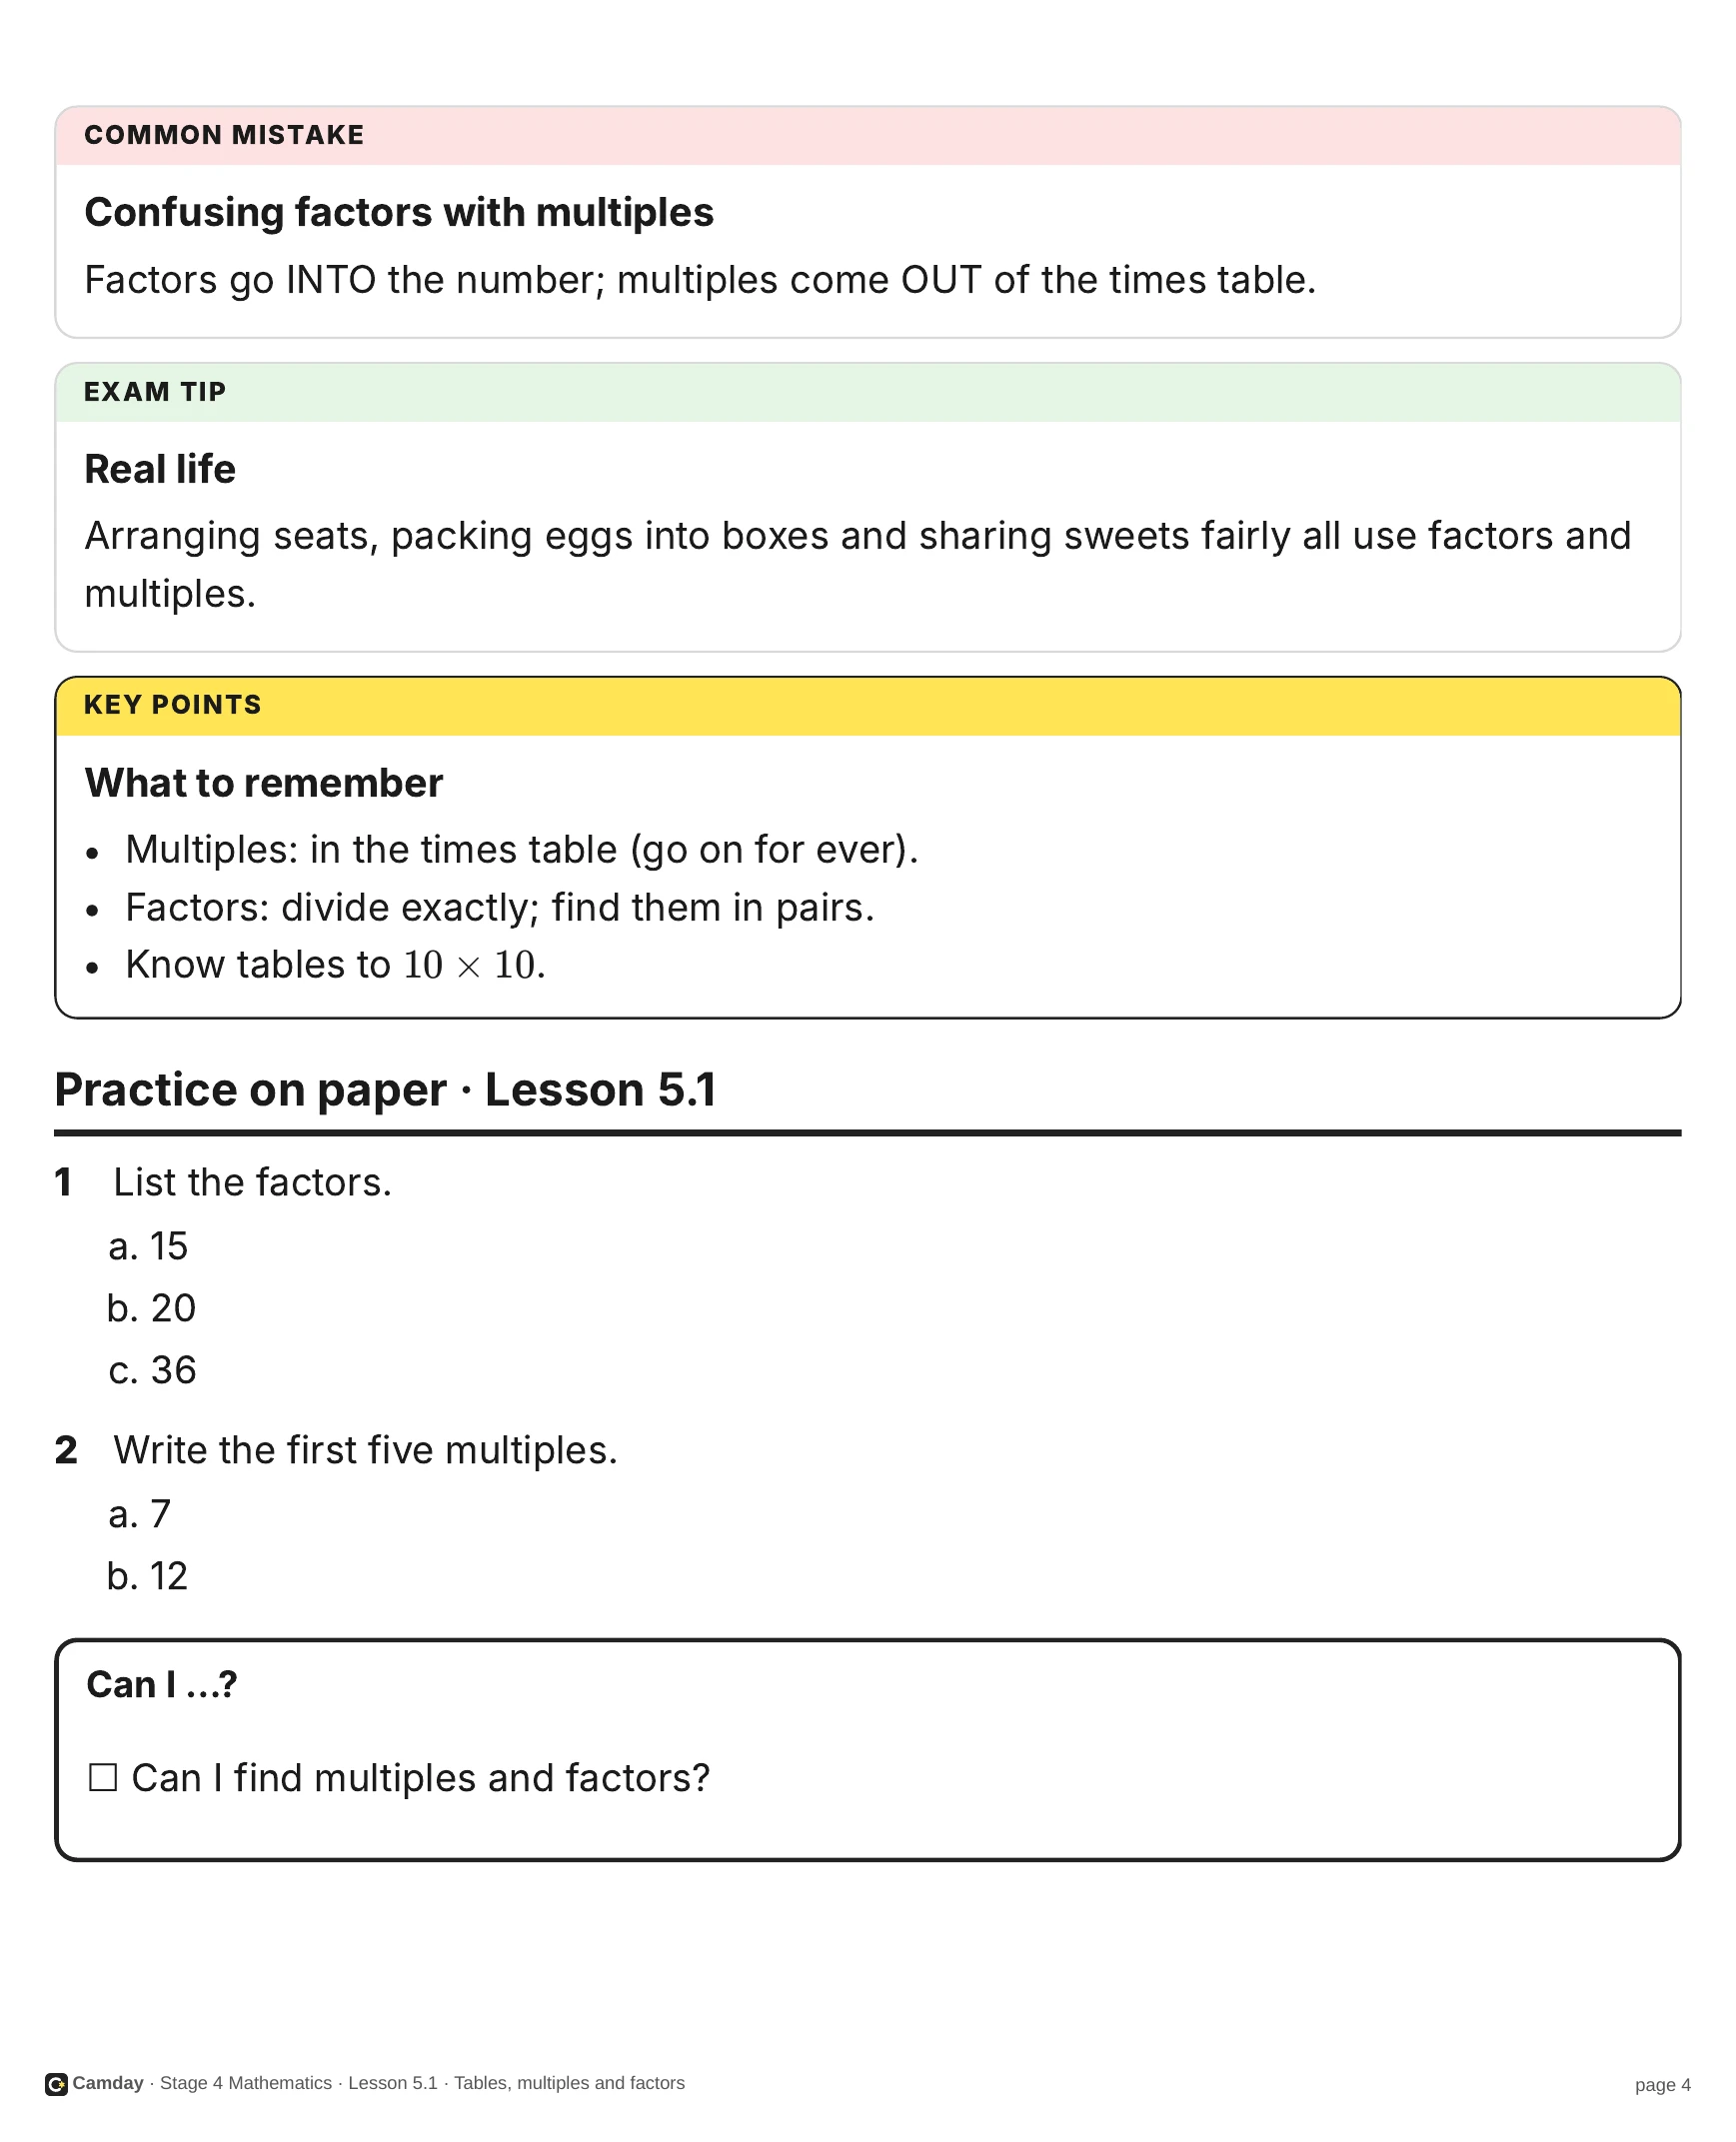 COMMON MISTAKE
Confusing factors with multiples
Factors go INTO the number; multiples come OUT of the times table.
EXAM TIP
Real life
Arranging seats, packing eggs into boxes and sharing sweets fairly all use factors and
multiples.
KEY POINTS
What to remember
• Multiples: in the times table (go on for ever).
• Factors: divide exactly; find them in pairs.
• Know tables to 10 × 10.
Practice on paper · Lesson 5.1
1 List the factors.
a. 15
b. 20
c. 36
2 Write the first five multiples.
a. 7
b. 12
Can I …?
☐ Can I find multiples and factors?
Camday · Stage 4 Mathematics · Lesson 5.1 · Tables, multiples and factors
page 4